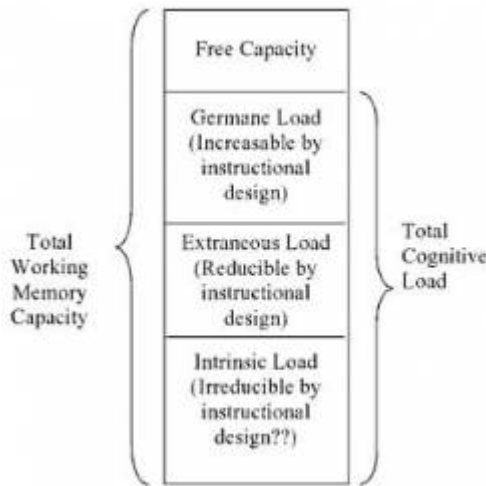 Free Capacity
Germane Load
(Increasable by
instructional
design)
Extraneous Load
(Reducible by
instructional
design)
Intrinsic Load
(Irreducible by
instructional
design??)
Total
Working
Memory
Capacity
Total
Cognitive
Load